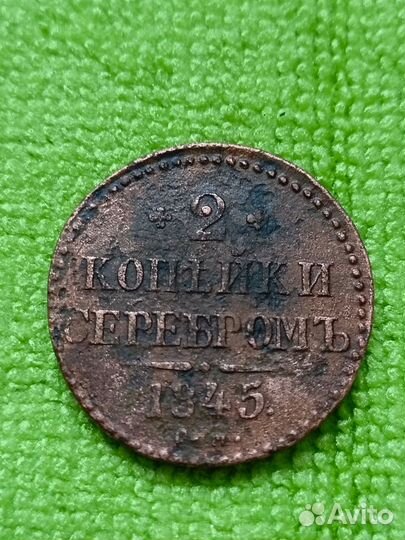 2
КОПѢЙКИ
СЕРЕБРОМЪ
1845.
С.М.
Avito